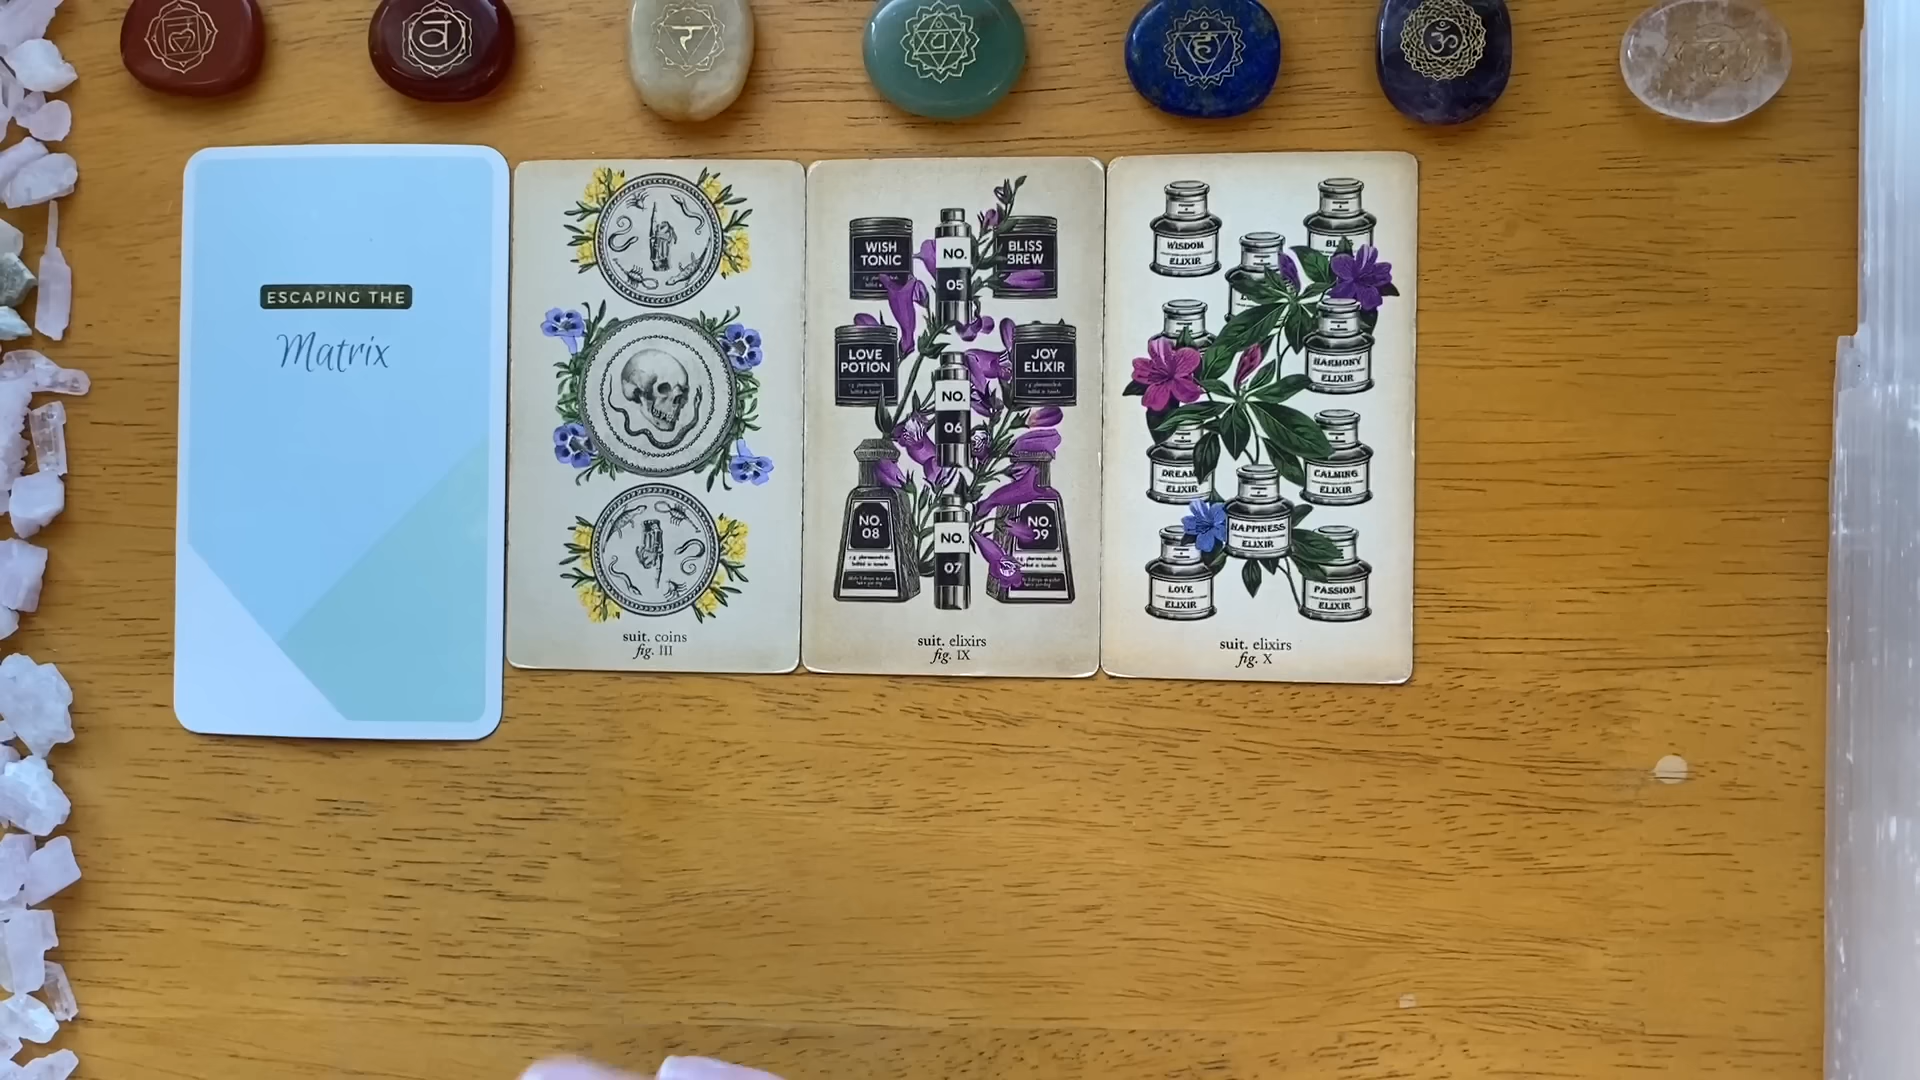 ESCAPING THE
Matrix
suit. coins
fig. III
WISH
TONIC
BLISS
BREW
NO.
05
LOVE
POTION
JOY
ELIXIR
NO.
06
NO.
08
NO.
09
NO.
07
suit. elixirs
fig. IX
WISDOM
ELIXIR
HARMONY
ELIXIR
DREAM
ELIXIR
CALMING
ELIXIR
HAPPINESS
ELIXIR
LOVE
ELIXIR
PASSION
ELIXIR
suit. elixirs
fig. X